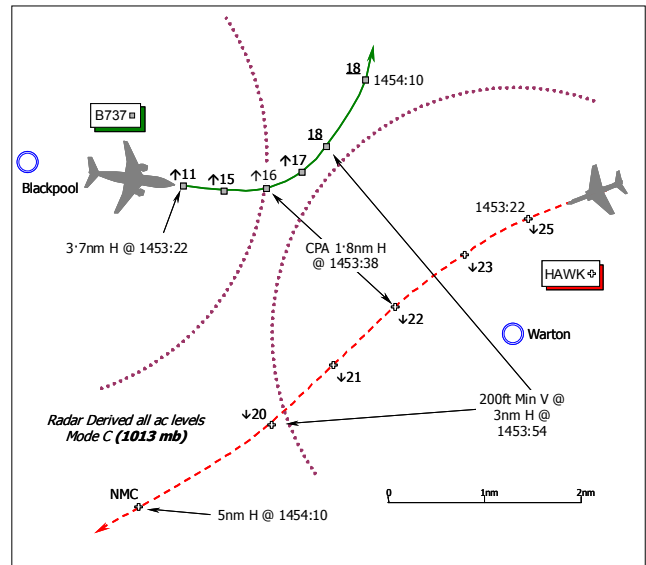 18
1454:10
B737
18
↑17
↑11
↑15
↑16
Blackpool
1453:22
↓25
3·7nm H @ 1453:22
CPA 1·8nm H
@ 1453:38
↓23
HAWK
↓22
Warton
↓21
200ft Min V @
3nm H @
1453:54
Radar Derived all ac levels
Mode C (1013 mb)
↓20
NMC
5nm H @ 1454:10
0
1nm
2nm